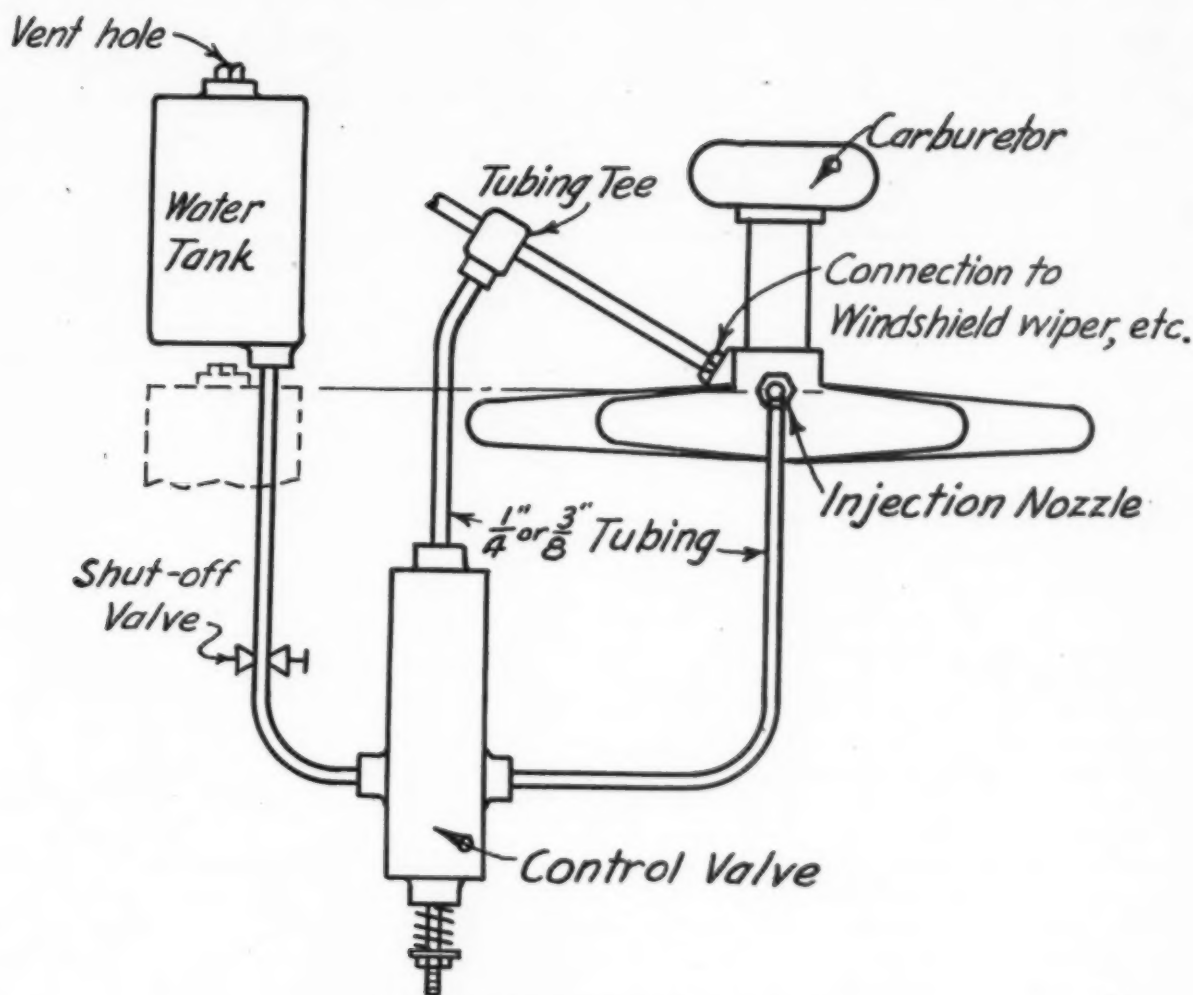 Vent hole
Carburetor
Tubing Tee
Water
Tank
Connection to
Windshield wiper, etc.
Injection Nozzle
1/4" or 3/8" Tubing
Shut-off
Valve
Control Valve